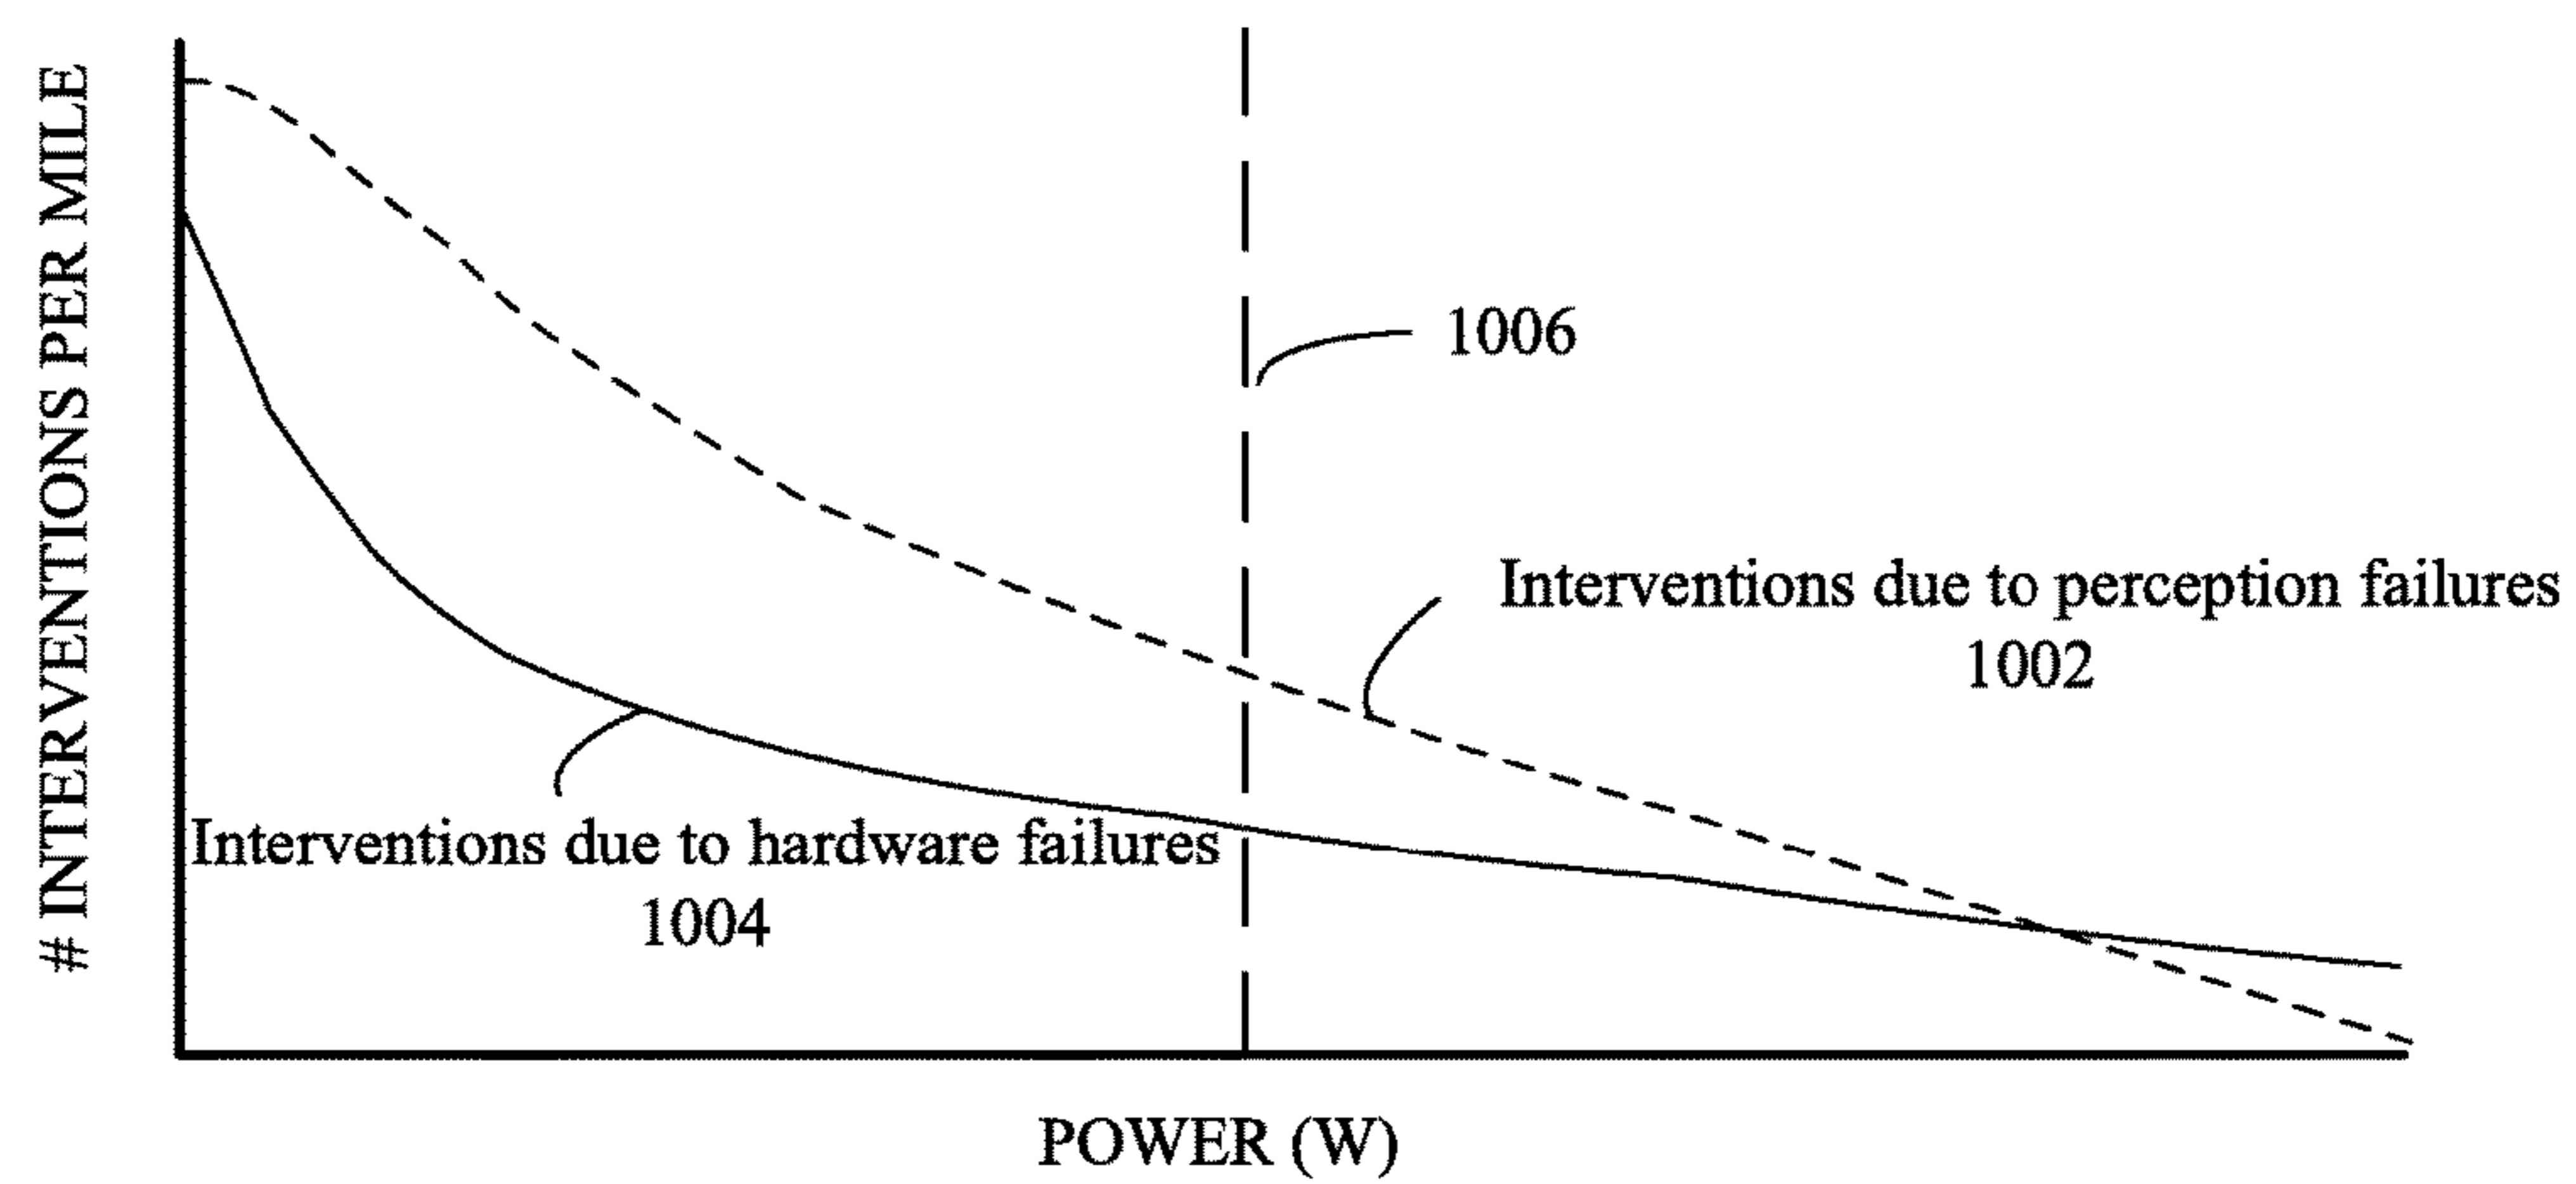 # INTERVENTIONS PER MILE
1006
Interventions due to perception failures
1002
Interventions due to hardware failures
1004
POWER (W)